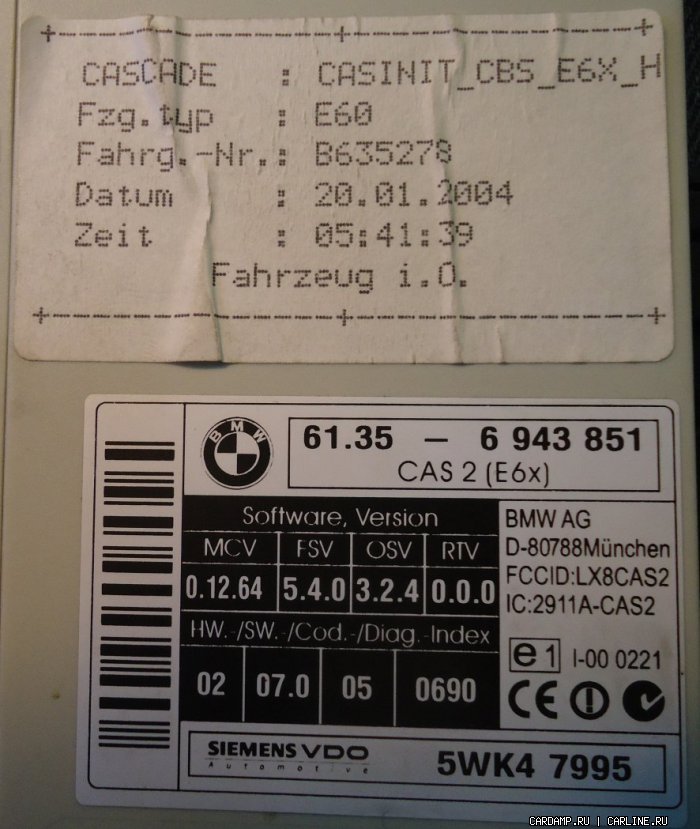 CASCADE : CASINIT_CBS_E6X_H
Fzg.typ : E60
Fahrg.-Nr.: B635278
Datum : 20.01.2004
Zeit : 05:41:39
Fahrzeug i.O.
BMW
61.35 – 6 943 851
CAS 2 (E6x)
Software, Version
MCV FSV OSV RTV
0.12.64 5.4.0 3.2.4 0.0.0
HW.-/SW.-/Cod.-/Diag.-Index
02 07.0 05 0690
BMW AG
D-80788München
FCCID:LX8CAS2
IC:2911A-CAS2
e1 I-00 0221
CE
SIEMENS VDO
Automotive
5WK4 7995
CARDAMP.RU | CARLINE.RU